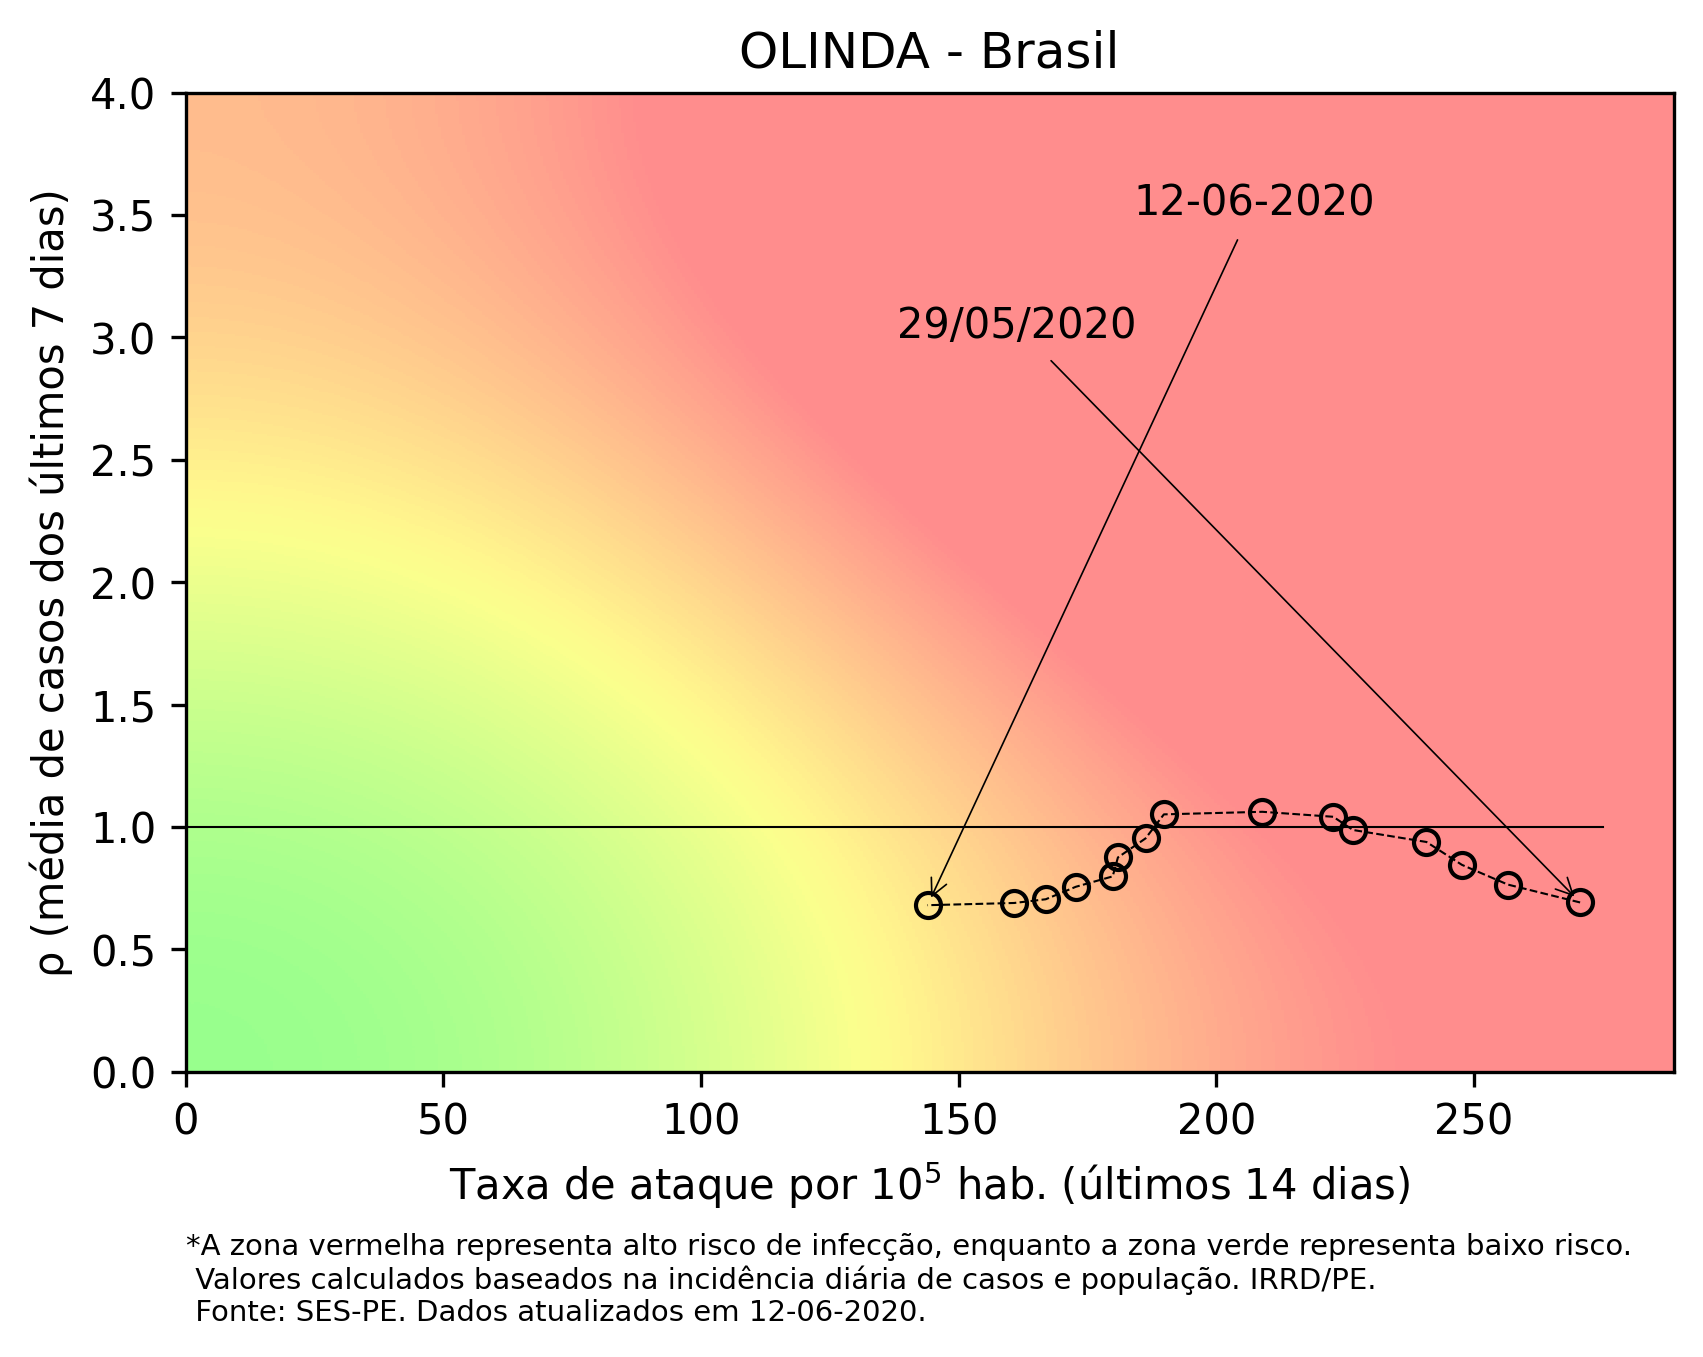 OLINDA - Brasil
4.0
3.5
3.0
2.5
2.0
1.5
1.0
0.5
0.0
ρ (média de casos dos últimos 7 dias)
12-06-2020
29/05/2020
0 50 100 150 200 250
Taxa de ataque por 10⁵ hab. (últimos 14 dias)
*A zona vermelha representa alto risco de infecção, enquanto a zona verde representa baixo risco.
Valores calculados baseados na incidência diária de casos e população. IRRD/PE.
Fonte: SES-PE. Dados atualizados em 12-06-2020.